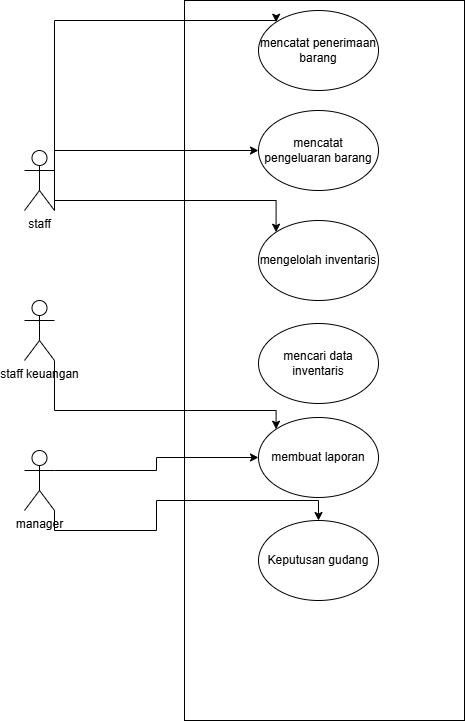 mencatat penerimaan
barang
mencatat
pengeluaran barang
staff
mengelolah inventaris
mencari data
inventaris
staff keuangan
membuat laporan
manager
Keputusan gudang